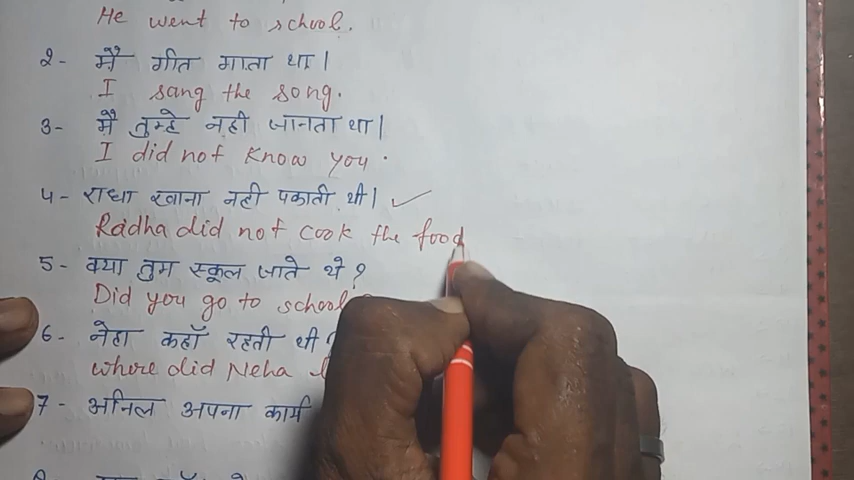 He went to school.
2- मैं गीत गाता था।
I sang the song.
3- मैं तुम्हे नही जानता था।
I did not know you.
4- राधा खाना नही पकाती थी। ✓
Radha did not cook the food
5- क्या तुम स्कूल जाते थे?
Did you go to school
6- नेहा कहाँ रहती थी
where did Neha
7- अनिल अपना कार्य